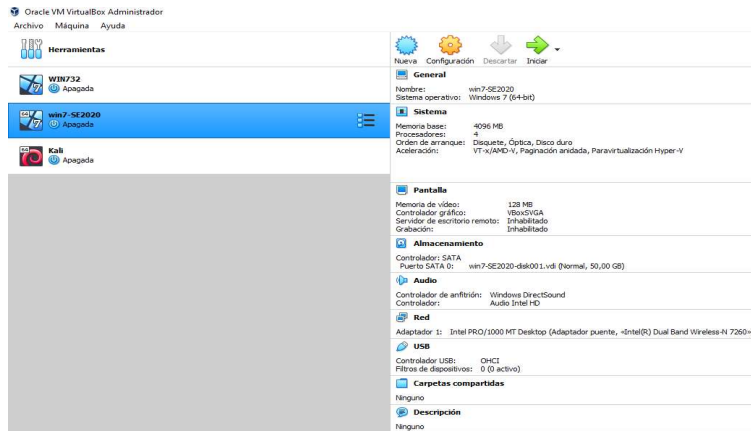 Oracle VM VirtualBox Administrador
Archivo Máquina Ayuda
Herramientas
WIN732
Apagada
64 win7-SE2020
Apagada
64 Kali
Apagada
Nueva Configuración Descartar Iniciar
General
Nombre: win7-SE2020
Sistema operativo: Windows 7 (64-bit)
Sistema
Memoria base: 4096 MB
Procesadores: 4
Orden de arranque: Disquete, Óptica, Disco duro
Aceleración: VT-x/AMD-V, Paginación anidada, Paravirtualización Hyper-V
Pantalla
Memoria de vídeo: 128 MB
Controlador gráfico: VBoxSVGA
Servidor de escritorio remoto: Inhabilitado
Grabación: Inhabilitado
Almacenamiento
Controlador: SATA
Puerto SATA 0: win7-SE2020-disk001.vdi (Normal, 50,00 GB)
Audio
Controlador de anfitrión: Windows DirectSound
Controlador: Audio Intel HD
Red
Adaptador 1: Intel PRO/1000 MT Desktop (Adaptador puente, «Intel(R) Dual Band Wireless-N 7260»
USB
Controlador USB: OHCI
Filtros de dispositivos: 0 (0 activo)
Carpetas compartidas
Ninguno
Descripción
Ninguno